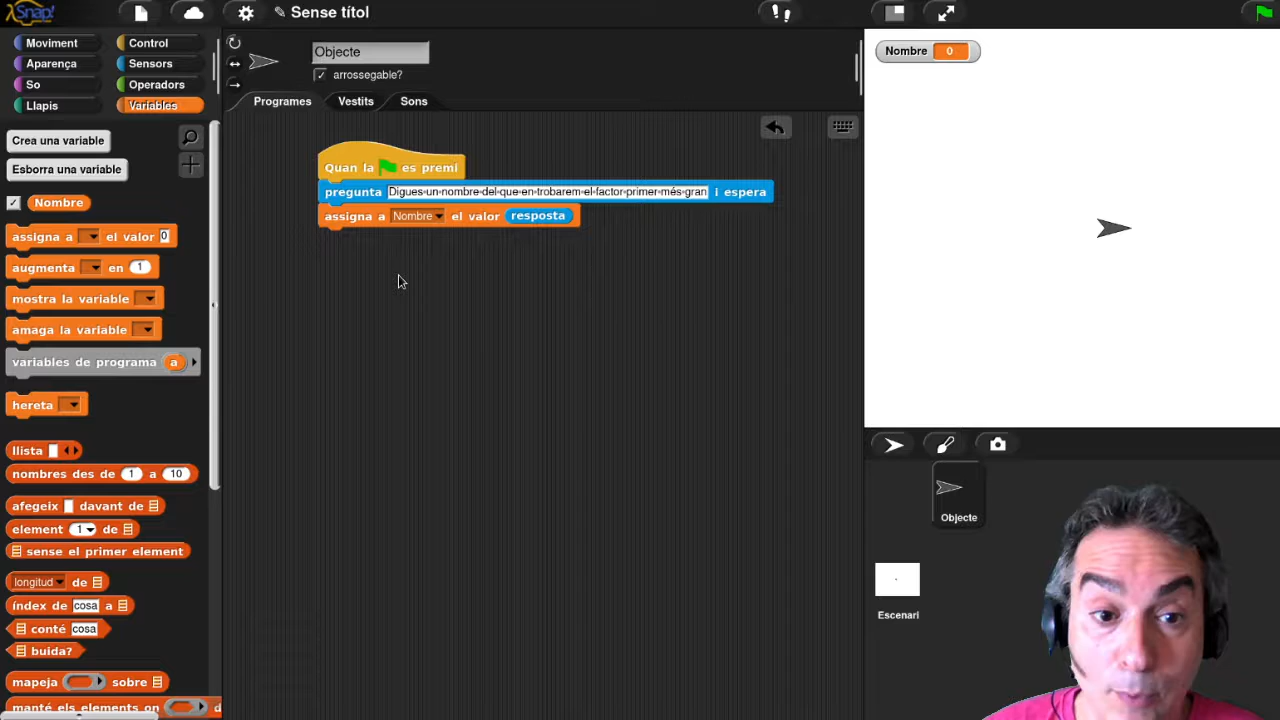 Snap!
Sense títol
Moviment
Control
Aparença
Sensors
So
Operadors
Llapis
Variables
Crea una variable
Esborra una variable
Nombre
assigna a el valor 0
augmenta en 1
mostra la variable
amaga la variable
variables de programa a
hereta
llista
nombres des de 1 a 10
afegeix davant de
element 1 de
sense el primer element
longitud de
índex de cosa a
conté cosa
buida?
mapeja sobre
manté els elements on d
Objecte
arrossegable?
Programes
Vestits
Sons
Quan la es premi
pregunta Digues un nombre del que en trobarem el factor primer més gran i espera
assigna a Nombre el valor resposta
Nombre 0
Objecte
Escenari